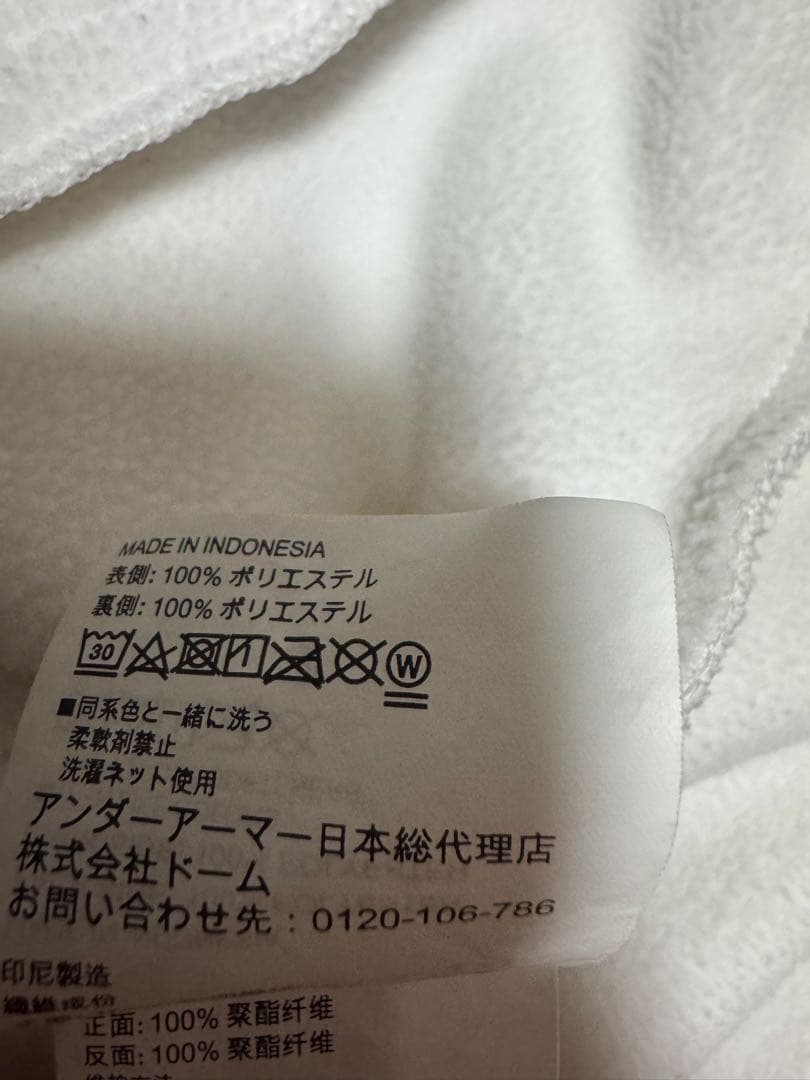 MADE IN INDONESIA
表側: 100% ポリエステル
裏側: 100% ポリエステル
30 W
■同系色と一緒に洗う
柔軟剤禁止
洗濯ネット使用
アンダーアーマー日本総代理店
株式会社ドーム
お問い合わせ先 : 0120-106-786
印尼製造
正面: 100% 聚酯纤维
反面: 100% 聚酯纤维